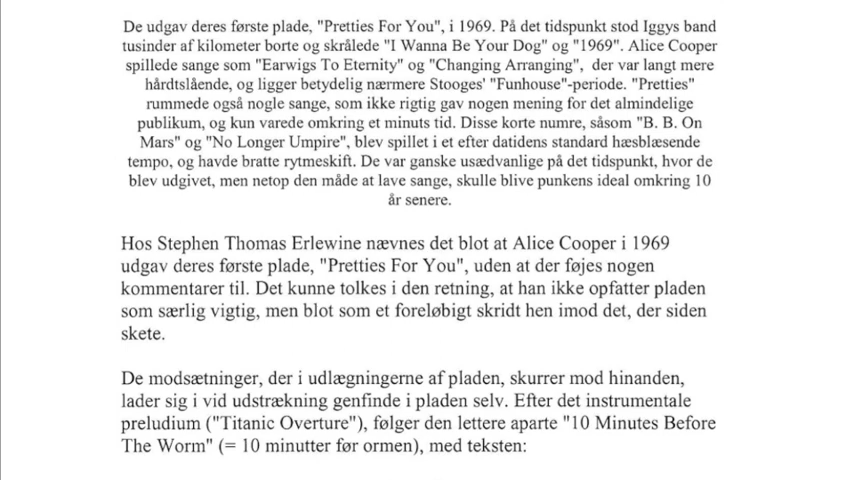 De udgav deres første plade, "Pretties For You", i 1969. På det tidspunkt stod Iggys band
tusinder af kilometer borte og skrålede "I Wanna Be Your Dog" og "1969". Alice Cooper
spillede sange som "Earwigs To Eternity" og "Changing Arranging", der var langt mere
hårdtslående, og ligger betydelig nærmere Stooges' "Funhouse"-periode. "Pretties"
rummede også nogle sange, som ikke rigtig gav nogen mening for det almindelige
publikum, og kun varede omkring et minuts tid. Disse korte numre, såsom "B. B. On
Mars" og "No Longer Umpire", blev spillet i et efter datidens standard hæsblæsende
tempo, og havde bratte rytmeskift. De var ganske usædvanlige på det tidspunkt, hvor de
blev udgivet, men netop den måde at lave sange, skulle blive punkens ideal omkring 10
år senere.
Hos Stephen Thomas Erlewine nævnes det blot at Alice Cooper i 1969
udgav deres første plade, "Pretties For You", uden at der føjes nogen
kommentarer til. Det kunne tolkes i den retning, at han ikke opfatter pladen
som særlig vigtig, men blot som et foreløbigt skridt hen imod det, der siden
skete.
De modsætninger, der i udlægningerne af pladen, skurrer mod hinanden,
lader sig i vid udstrækning genfinde i pladen selv. Efter det instrumentale
preludium ("Titanic Overture"), følger den lettere aparte "10 Minutes Before
The Worm" (= 10 minutter før ormen), med teksten: